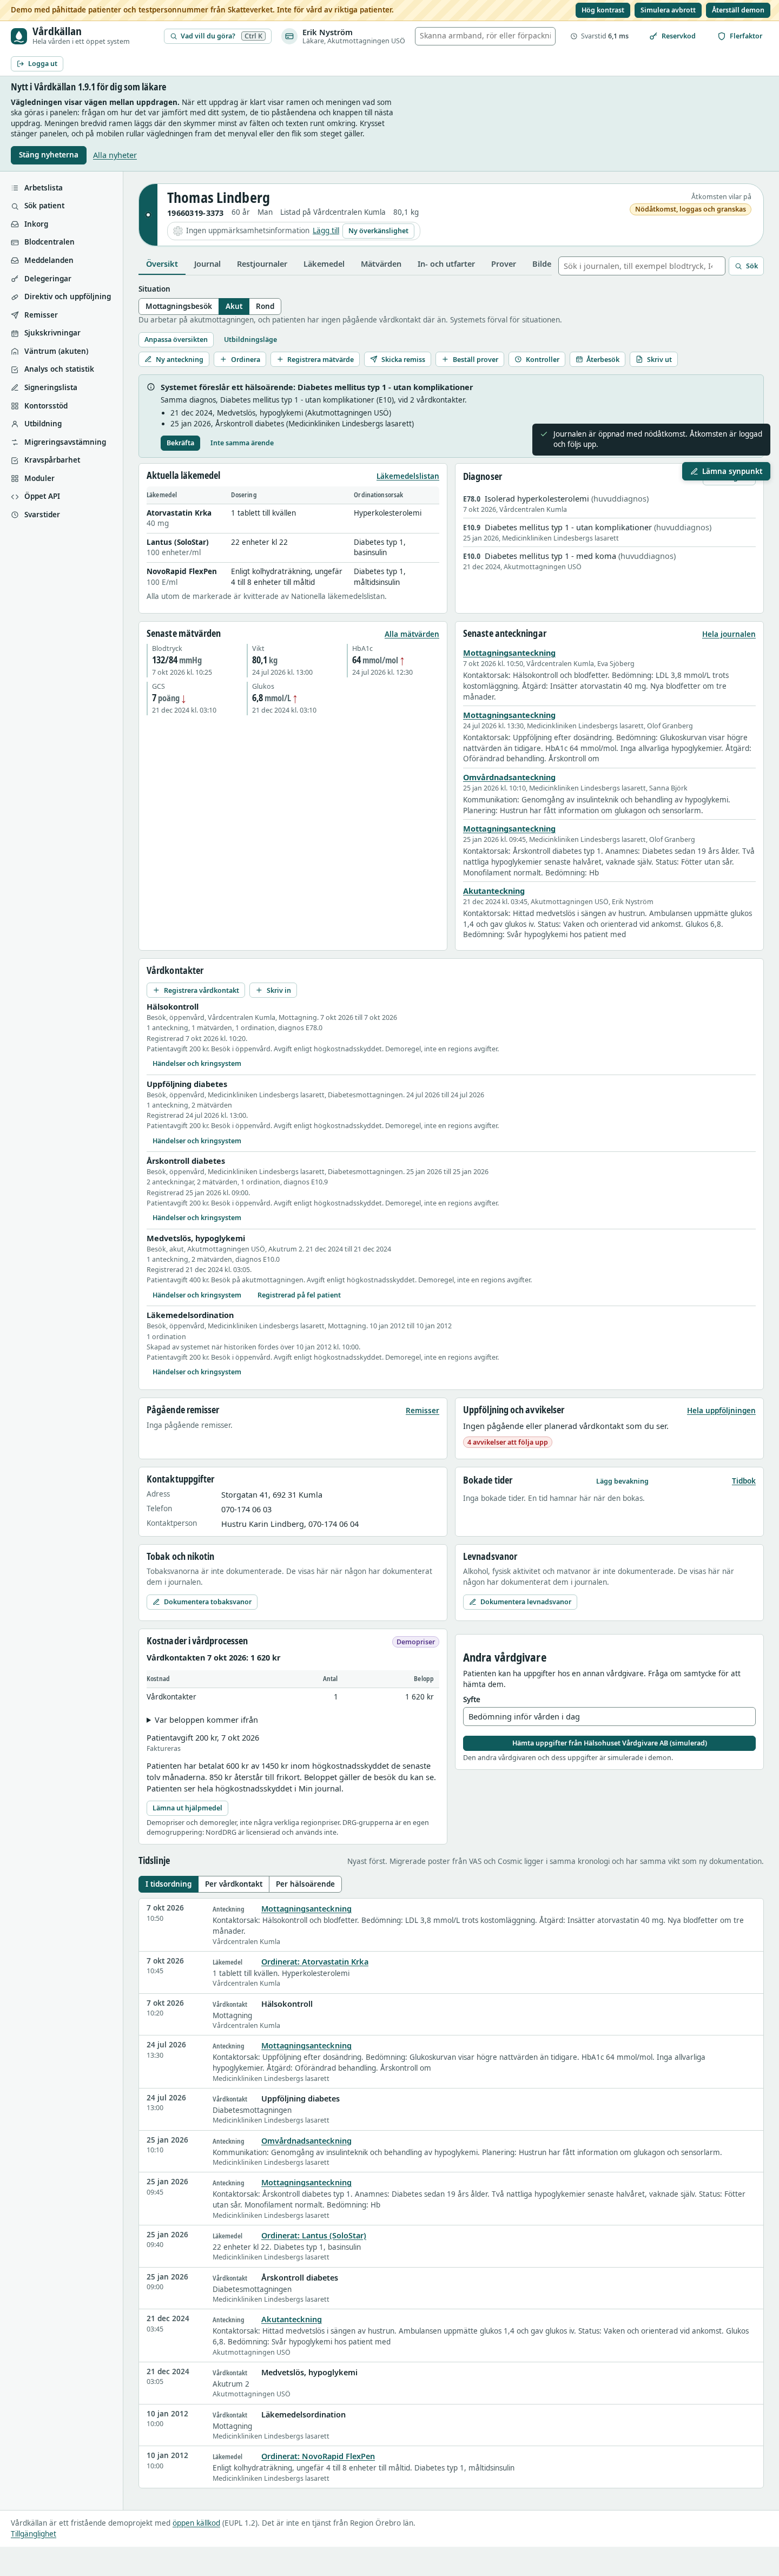 Demo med påhittade patienter och testpersonnummer från Skatteverket. Inte för vård av riktiga patienter.
Hög kontrast
Simulera avbrott
Återställ demon
Vårdkällan
Hela vården i ett öppet system
Vad vill du göra? Ctrl K
Erik Nyström
Läkare, Akutmottagningen USÖ
Skanna armband, rör eller förpackni
Svarstid 6,1 ms
Reservkod
Flerfaktor
Logga ut
Nytt i Vårdkällan 1.9.1 för dig som läkare
Vägledningen visar vägen mellan uppdragen. När ett uppdrag är klart visar ramen och menyraden vad som
ska göras i panelen: frågan om hur det var jämfört med ditt system, de tio påståendena och knappen till nästa
uppdrag. Meningen bredvid ramen läggs där den skymmer minst av fälten och texten runt omkring. Krysset
stänger panelen, och på mobilen rullar vägledningen fram det menyval eller den flik som steget gäller.
Stäng nyheterna
Alla nyheter
Arbetslista
Sök patient
Inkorg
Blodcentralen
Meddelanden
Delegeringar
Direktiv och uppföljning
Remisser
Sjukskrivningar
Väntrum (akuten)
Analys och statistik
Signeringslista
Kontorsstöd
Utbildning
Migreringsavstämning
Kravspårbarhet
Moduler
Öppet API
Svarstider
Thomas Lindberg
19660319-3373 60 år Man Listad på Vårdcentralen Kumla 80,1 kg
Ingen uppmärksamhetsinformation Lägg till Ny överkänslighet
Åtkomsten vilar på
Nödåtkomst, loggas och granskas
Översikt Journal Restjournaler Läkemedel Mätvärden In- och utfarter Prover Bilde
Sök i journalen, till exempel blodtryck, I
Sök
Situation
Mottagningsbesök Akut Rond
Du arbetar på akutmottagningen, och patienten har ingen pågående vårdkontakt där än. Systemets förval för situationen.
Anpassa översikten Utbildningsläge
Ny anteckning Ordinera Registrera mätvärde Skicka remiss Beställ prover Kontroller Återbesök Skriv ut
Systemet föreslår ett hälsoärende: Diabetes mellitus typ 1 - utan komplikationer
Samma diagnos, Diabetes mellitus typ 1 - utan komplikationer (E10), vid 2 vårdkontakter.
• 21 dec 2024, Medvetslös, hypoglykemi (Akutmottagningen USÖ)
• 25 jan 2026, Årskontroll diabetes (Medicinkliniken Lindesbergs lasarett)
Bekräfta Inte samma ärende
Journalen är öppnad med nödåtkomst. Åtkomsten är loggad
och följs upp.
Lämna synpunkt
Aktuella läkemedel
Läkemedelslistan
Läkemedel Dosering Ordinationsorsak
Atorvastatin Krka 1 tablett till kvällen Hyperkolesterolemi
40 mg
Lantus (SoloStar) 22 enheter kl 22 Diabetes typ 1,
100 enheter/ml basinsulin
NovoRapid FlexPen Enligt kolhydraträkning, ungefär Diabetes typ 1,
100 E/ml 4 till 8 enheter till måltid måltidsinsulin
Alla utom de markerade är kvitterade av Nationella läkemedelslistan.
Diagnoser
E78.0 Isolerad hyperkolesterolemi (huvuddiagnos)
7 okt 2026, Vårdcentralen Kumla
E10.9 Diabetes mellitus typ 1 - utan komplikationer (huvuddiagnos)
25 jan 2026, Medicinkliniken Lindesbergs lasarett
E10.0 Diabetes mellitus typ 1 - med koma (huvuddiagnos)
21 dec 2024, Akutmottagningen USÖ
Senaste mätvärden
Alla mätvärden
Blodtryck Vikt HbA1c
132/84 mmHg 80,1 kg 64 mmol/mol ↑
7 okt 2026 kl. 10:25 24 jul 2026 kl. 13:00 24 jul 2026 kl. 12:30
GCS Glukos
7 poäng ↓ 6,8 mmol/L ↑
21 dec 2024 kl. 03:10 21 dec 2024 kl. 03:10
Senaste anteckningar
Hela journalen
Mottagningsanteckning
7 okt 2026 kl. 10:50, Vårdcentralen Kumla, Eva Sjöberg
Kontaktorsak: Hälsokontroll och blodfetter. Bedömning: LDL 3,8 mmol/L trots
kostomläggning. Åtgärd: Insätter atorvastatin 40 mg. Nya blodfetter om tre
månader.
Mottagningsanteckning
24 jul 2026 kl. 13:30, Medicinkliniken Lindesbergs lasarett, Olof Granberg
Kontaktorsak: Uppföljning efter dosändring. Bedömning: Glukoskurvan visar högre
nattvärden än tidigare. HbA1c 64 mmol/mol. Inga allvarliga hypoglykemier. Åtgärd:
Oförändrad behandling. Årskontroll om
Omvårdnadsanteckning
25 jan 2026 kl. 10:10, Medicinkliniken Lindesbergs lasarett, Sanna Björk
Kommunikation: Genomgång av insulinteknik och behandling av hypoglykemi.
Planering: Hustrun har fått information om glukagon och sensorlarm.
Mottagningsanteckning
25 jan 2026 kl. 09:45, Medicinkliniken Lindesbergs lasarett, Olof Granberg
Kontaktorsak: Årskontroll diabetes typ 1. Anamnes: Diabetes sedan 19 års ålder. Två
nattliga hypoglykemier senaste halvåret, vaknade själv. Status: Fötter utan sår.
Monofilament normalt. Bedömning: Hb
Akutanteckning
21 dec 2024 kl. 03:45, Akutmottagningen USÖ, Erik Nyström
Kontaktorsak: Hittad medvetslös i sängen av hustrun. Ambulansen uppmätte glukos
1,4 och gav glukos iv. Status: Vaken och orienterad vid ankomst. Glukos 6,8.
Bedömning: Svår hypoglykemi hos patient med
Vårdkontakter
Registrera vårdkontakt Skriv in
Hälsokontroll
Besök, öppenvård, Vårdcentralen Kumla, Mottagning. 7 okt 2026 till 7 okt 2026
1 anteckning, 1 mätvärden, 1 ordination, diagnos E78.0
Registrerad 7 okt 2026 kl. 10:20.
Patientavgift 200 kr. Besök i öppenvård. Avgift enligt högkostnadsskyddet. Demoregel, inte en regions avgifter.
Händelser och kringsystem
Uppföljning diabetes
Besök, öppenvård, Medicinkliniken Lindesbergs lasarett, Diabetesmottagningen. 24 jul 2026 till 24 jul 2026
1 anteckning, 2 mätvärden
Registrerad 24 jul 2026 kl. 13:00.
Patientavgift 200 kr. Besök i öppenvård. Avgift enligt högkostnadsskyddet. Demoregel, inte en regions avgifter.
Händelser och kringsystem
Årskontroll diabetes
Besök, öppenvård, Medicinkliniken Lindesbergs lasarett, Diabetesmottagningen. 25 jan 2026 till 25 jan 2026
2 anteckningar, 2 mätvärden, 1 ordination, diagnos E10.9
Registrerad 25 jan 2026 kl. 09:00.
Patientavgift 200 kr. Besök i öppenvård. Avgift enligt högkostnadsskyddet. Demoregel, inte en regions avgifter.
Händelser och kringsystem
Medvetslös, hypoglykemi
Besök, akut, Akutmottagningen USÖ, Akutrum 2. 21 dec 2024 till 21 dec 2024
1 anteckning, 2 mätvärden, diagnos E10.0
Registrerad 21 dec 2024 kl. 03:05.
Patientavgift 400 kr. Besök på akutmottagningen. Avgift enligt högkostnadsskyddet. Demoregel, inte en regions avgifter.
Händelser och kringsystem Registrerad på fel patient
Läkemedelsordination
Besök, öppenvård, Medicinkliniken Lindesbergs lasarett, Mottagning. 10 jan 2012 till 10 jan 2012
1 ordination
Skapad av systemet när historiken fördes över 10 jan 2012 kl. 10:00.
Patientavgift 200 kr. Besök i öppenvård. Avgift enligt högkostnadsskyddet. Demoregel, inte en regions avgifter.
Händelser och kringsystem
Pågående remisser
Remisser
Inga pågående remisser.
Uppföljning och avvikelser
Hela uppföljningen
Ingen pågående eller planerad vårdkontakt som du ser.
4 avvikelser att följa upp
Kontaktuppgifter
Adress Storgatan 41, 692 31 Kumla
Telefon 070-174 06 03
Kontaktperson Hustru Karin Lindberg, 070-174 06 04
Bokade tider
Lägg bevakning
Tidbok
Inga bokade tider. En tid hamnar här när den bokas.
Tobak och nikotin
Tobaksvanorna är inte dokumenterade. De visas här när någon har dokumenterat
dem i journalen.
Dokumentera tobaksvanor
Levnadsvanor
Alkohol, fysisk aktivitet och matvanor är inte dokumenterade. De visas här när
någon har dokumenterat dem i journalen.
Dokumentera levnadsvanor
Kostnader i vårdprocessen
Demopriser
Vårdkontakten 7 okt 2026: 1 620 kr
Kostnad Antal Belopp
Vårdkontakter 1 1 620 kr
Var beloppen kommer ifrån
Patientavgift 200 kr, 7 okt 2026
Faktureras
Patienten har betalat 600 kr av 1450 kr inom högkostnadsskyddet de senaste
tolv månaderna. 850 kr återstår till frikort. Beloppet gäller de besök du kan se.
Patienten ser hela högkostnadsskyddet i Min journal.
Lämna ut hjälpmedel
Demopriser och demoregler, inte några verkliga regionpriser. DRG-grupperna är en egen
demogruppering: NordDRG är licensierad och används inte.
Andra vårdgivare
Patienten kan ha uppgifter hos en annan vårdgivare. Fråga om samtycke för att
hämta dem.
Syfte
Bedömning inför vården i dag
Hämta uppgifter från Hälsohuset Vårdgivare AB (simulerad)
Den andra vårdgivaren och dess uppgifter är simulerade i demon.
Tidslinje
Nyast först. Migrerade poster från VAS och Cosmic ligger i samma kronologi och har samma vikt som ny dokumentation.
I tidsordning Per vårdkontakt Per hälsoärende
7 okt 2026 Anteckning Mottagningsanteckning
10:50 Kontaktorsak: Hälsokontroll och blodfetter. Bedömning: LDL 3,8 mmol/L trots kostomläggning. Åtgärd: Insätter atorvastatin 40 mg. Nya blodfetter om tre
månader.
Vårdcentralen Kumla
7 okt 2026 Läkemedel Ordinerat: Atorvastatin Krka
10:45 1 tablett till kvällen. Hyperkolesterolemi
Vårdcentralen Kumla
7 okt 2026 Vårdkontakt Hälsokontroll
10:20 Mottagning
Vårdcentralen Kumla
24 jul 2026 Anteckning Mottagningsanteckning
13:30 Kontaktorsak: Uppföljning efter dosändring. Bedömning: Glukoskurvan visar högre nattvärden än tidigare. HbA1c 64 mmol/mol. Inga allvarliga
hypoglykemier. Åtgärd: Oförändrad behandling. Årskontroll om
Medicinkliniken Lindesbergs lasarett
24 jul 2026 Vårdkontakt Uppföljning diabetes
13:00 Diabetesmottagningen
Medicinkliniken Lindesbergs lasarett
25 jan 2026 Anteckning Omvårdnadsanteckning
10:10 Kommunikation: Genomgång av insulinteknik och behandling av hypoglykemi. Planering: Hustrun har fått information om glukagon och sensorlarm.
Medicinkliniken Lindesbergs lasarett
25 jan 2026 Anteckning Mottagningsanteckning
09:45 Kontaktorsak: Årskontroll diabetes typ 1. Anamnes: Diabetes sedan 19 års ålder. Två nattliga hypoglykemier senaste halvåret, vaknade själv. Status: Fötter
utan sår. Monofilament normalt. Bedömning: Hb
Medicinkliniken Lindesbergs lasarett
25 jan 2026 Läkemedel Ordinerat: Lantus (SoloStar)
09:40 22 enheter kl 22. Diabetes typ 1, basinsulin
Medicinkliniken Lindesbergs lasarett
25 jan 2026 Vårdkontakt Årskontroll diabetes
09:00 Diabetesmottagningen
Medicinkliniken Lindesbergs lasarett
21 dec 2024 Anteckning Akutanteckning
03:45 Kontaktorsak: Hittad medvetslös i sängen av hustrun. Ambulansen uppmätte glukos 1,4 och gav glukos iv. Status: Vaken och orienterad vid ankomst. Glukos
6,8. Bedömning: Svår hypoglykemi hos patient med
Akutmottagningen USÖ
21 dec 2024 Vårdkontakt Medvetslös, hypoglykemi
03:05 Akutrum 2
Akutmottagningen USÖ
10 jan 2012 Vårdkontakt Läkemedelsordination
10:00 Mottagning
Medicinkliniken Lindesbergs lasarett
10 jan 2012 Läkemedel Ordinerat: NovoRapid FlexPen
10:00 Enligt kolhydraträkning, ungefär 4 till 8 enheter till måltid. Diabetes typ 1, måltidsinsulin
Medicinkliniken Lindesbergs lasarett
Vårdkällan är ett fristående demoprojekt med öppen källkod (EUPL 1.2). Det är inte en tjänst från Region Örebro län.
Tillgänglighet